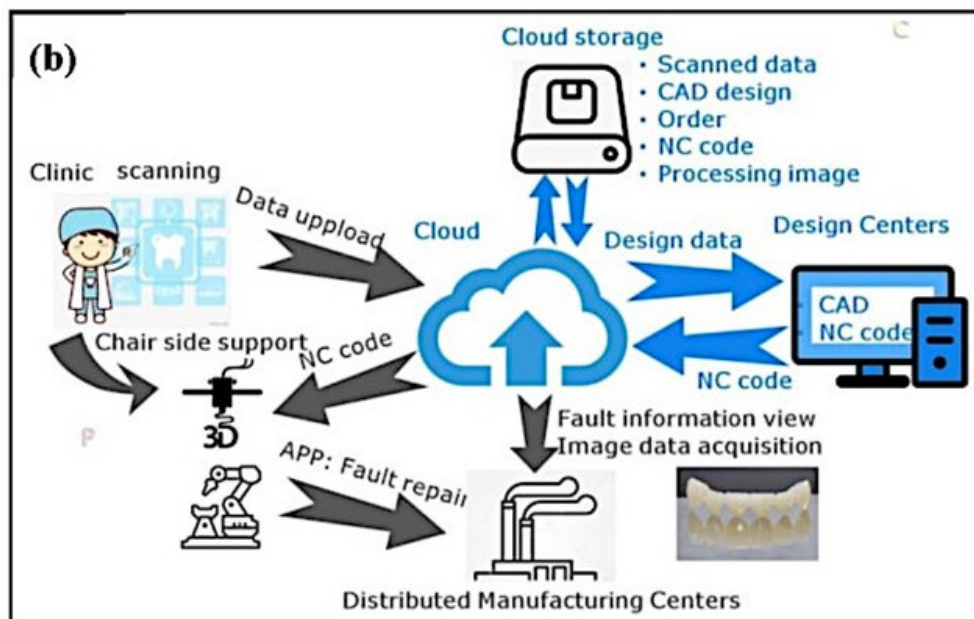 (b)
C
Cloud storage
· Scanned data
· CAD design
· Order
· NC code
· Processing image
Clinic scanning
Data uppload
Cloud
Design data
Design Centers
CAD
NC code
NC code
Chair side support
NC code
3D
P
Fault information view
Image data acquisition
APP: Fault repair
Distributed Manufacturing Centers